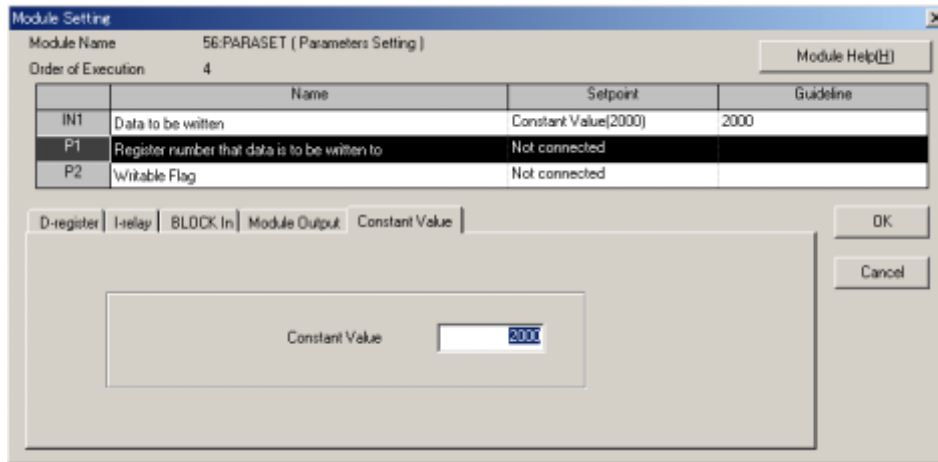 Module Setting
Module Name 56:PARASET ( Parameters Setting )
Module Help(H)
Order of Execution 4
Name Setpoint Guideline
IN1 Data to be written Constant Value(2000) 2000
P1 Register number that data is to be written to Not connected
P2 Writable Flag Not connected
D-register I-relay BLOCK In Module Output Constant Value
OK
Cancel
Constant Value 2000